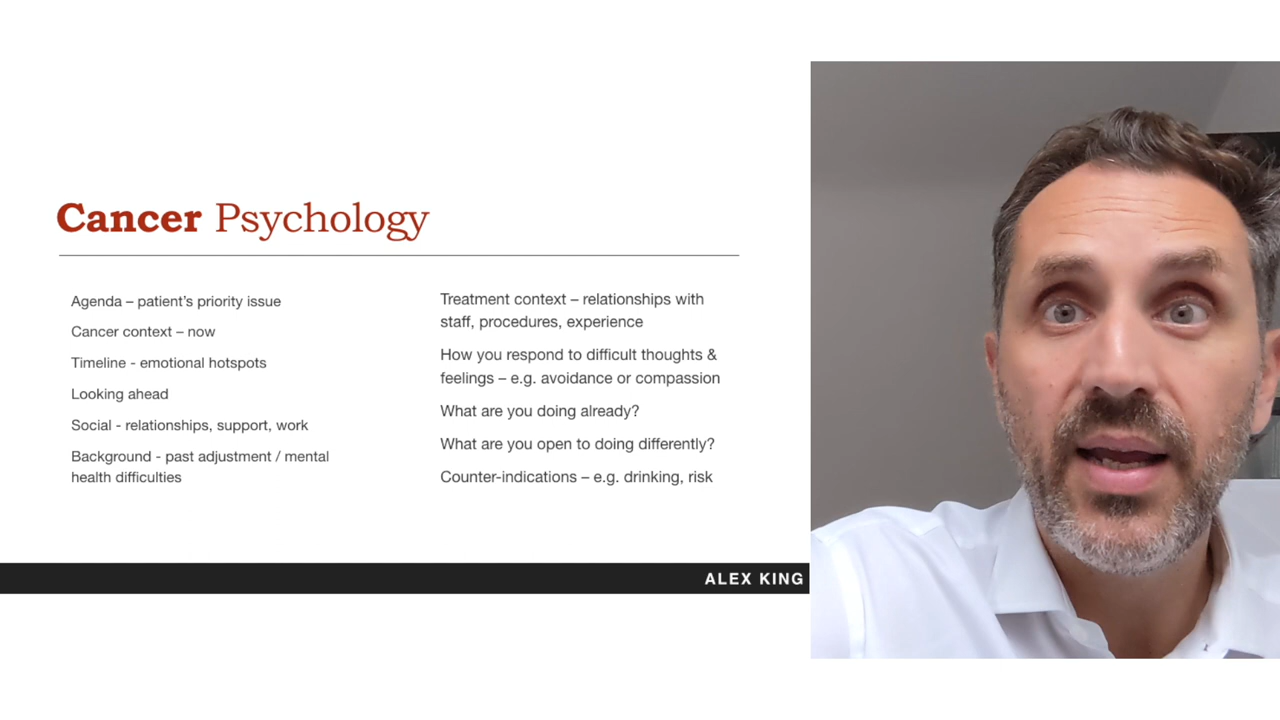 Cancer Psychology
Agenda – patient's priority issue
Cancer context – now
Timeline - emotional hotspots
Looking ahead
Social - relationships, support, work
Background - past adjustment / mental
health difficulties
Treatment context – relationships with
staff, procedures, experience
How you respond to difficult thoughts &
feelings – e.g. avoidance or compassion
What are you doing already?
What are you open to doing differently?
Counter-indications – e.g. drinking, risk
ALEX KING